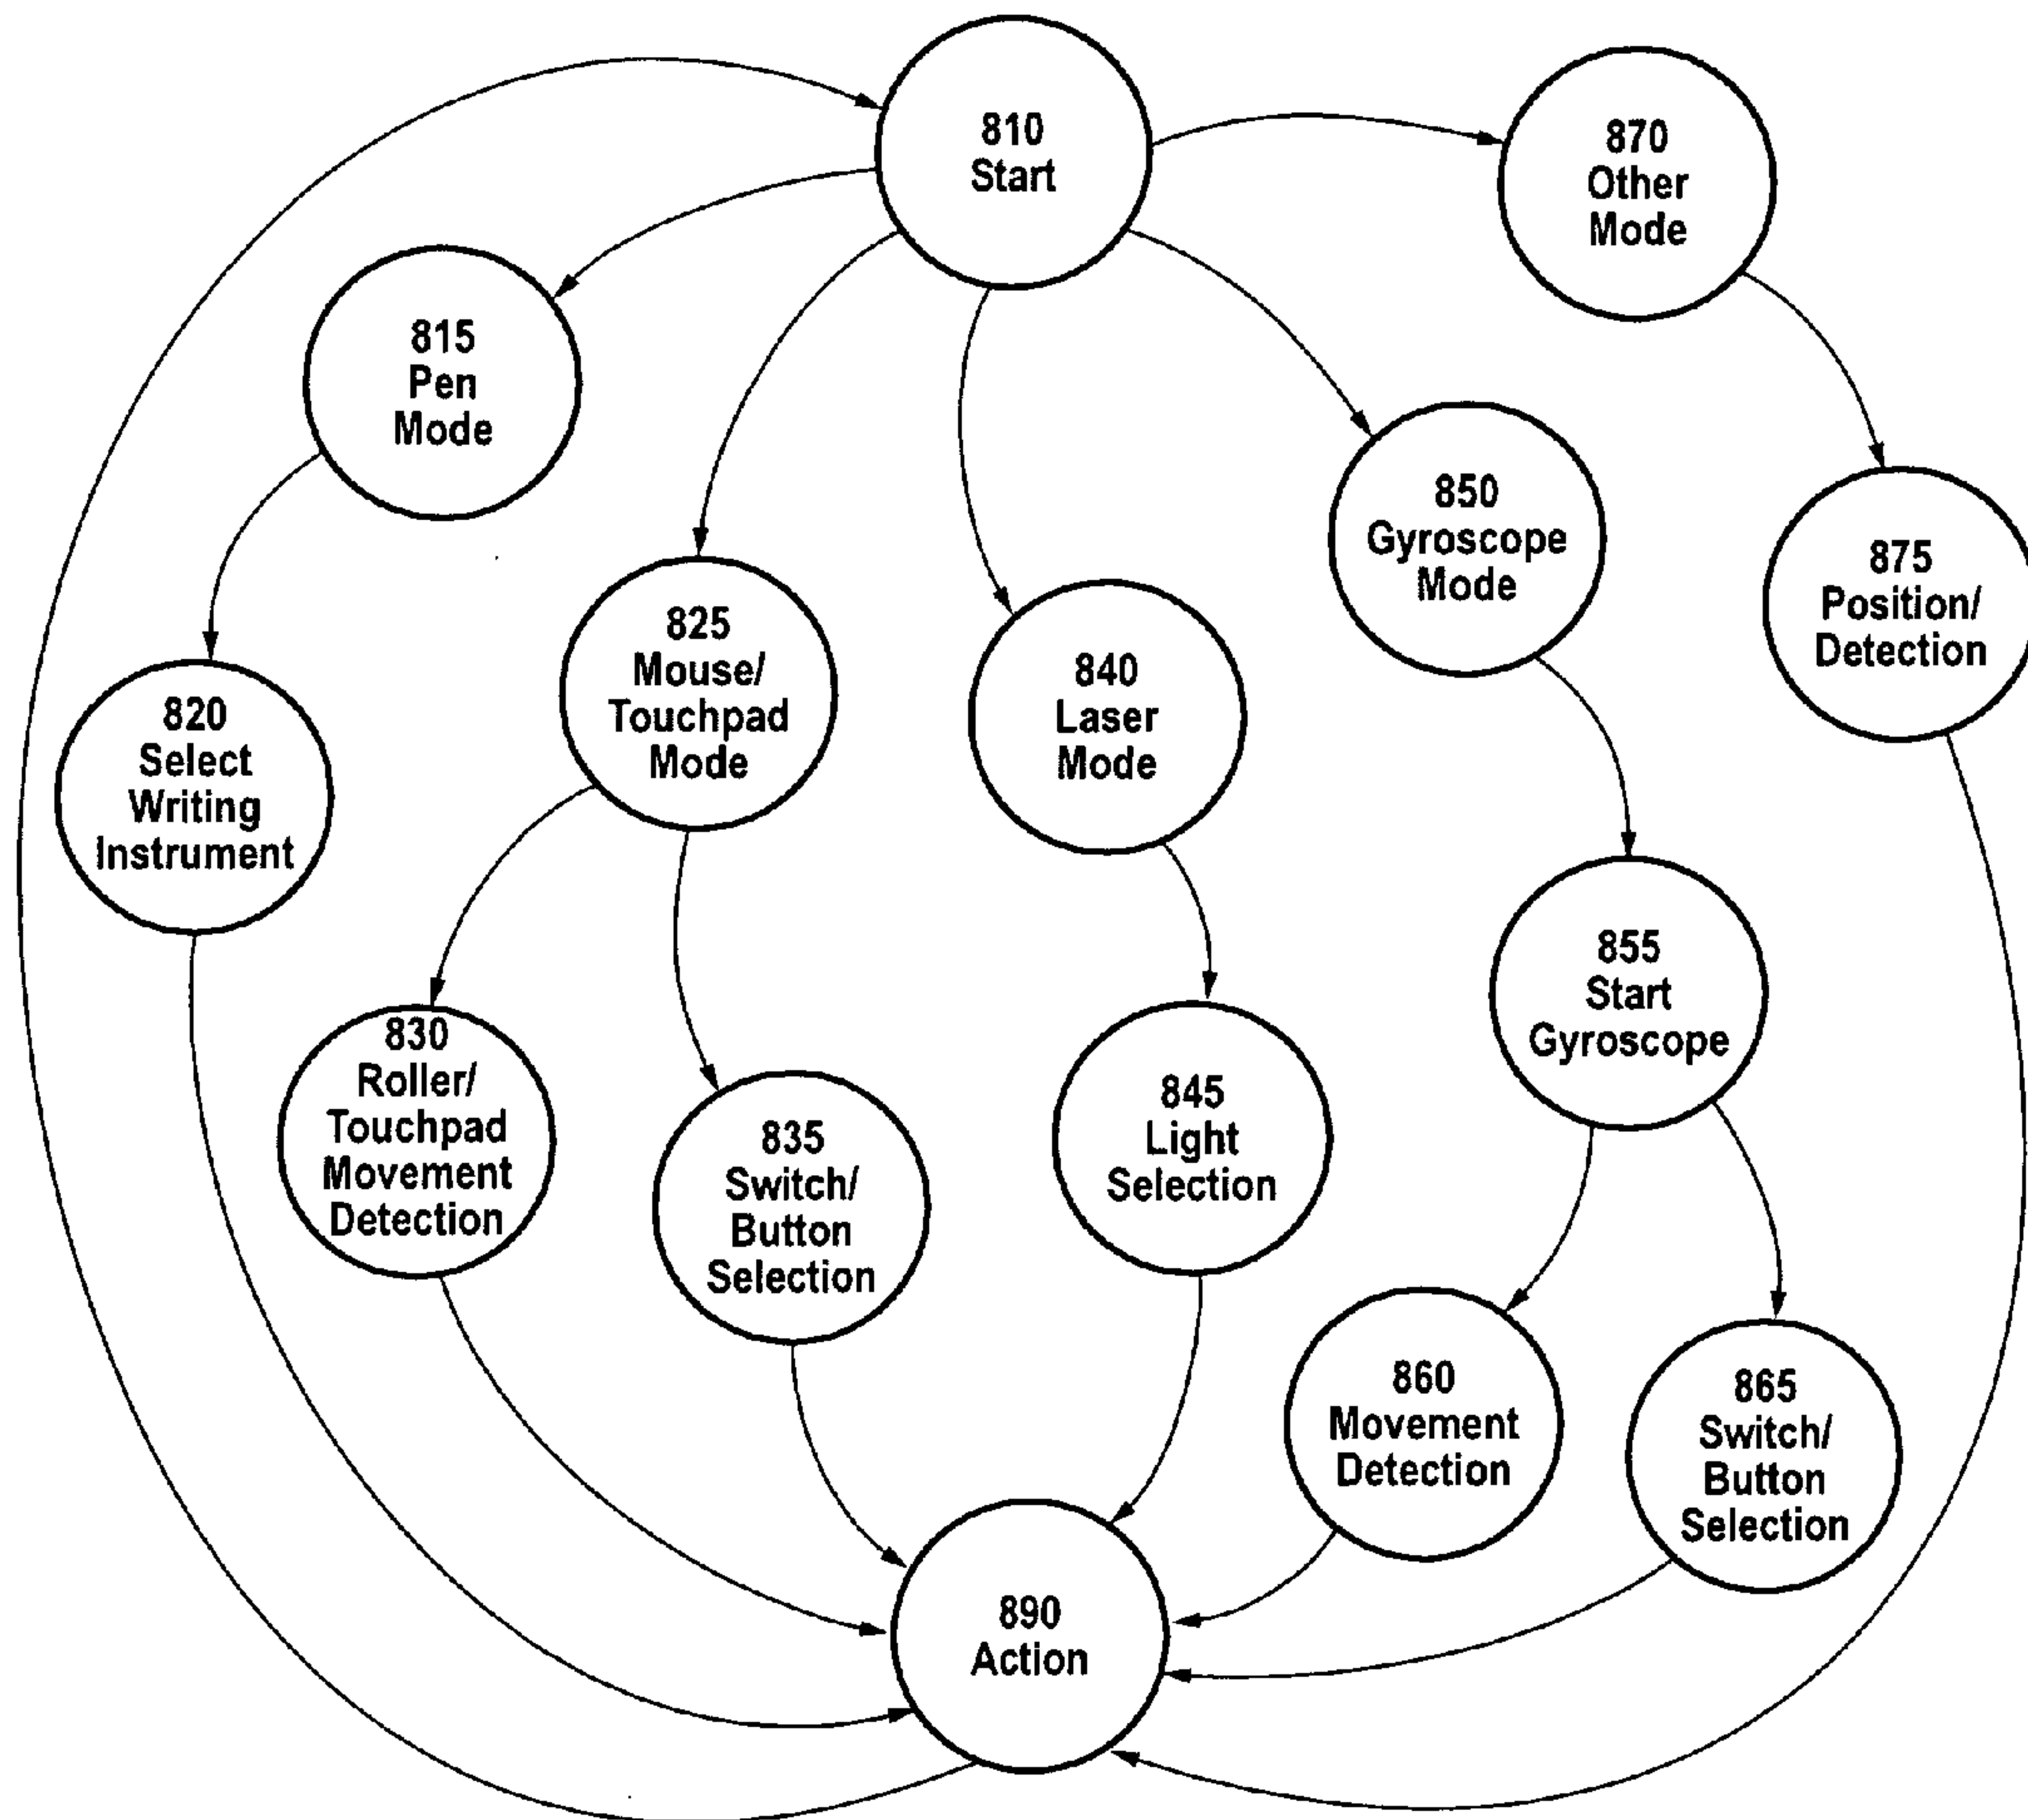 810
Start
870
Other
Mode
815
Pen
Mode
850
Gyroscope
Mode
875
Position/
Detection
825
Mouse/
Touchpad
Mode
840
Laser
Mode
820
Select
Writing
Instrument
855
Start
Gyroscope
830
Roller/
Touchpad
Movement
Detection
835
Switch/
Button
Selection
845
Light
Selection
860
Movement
Detection
865
Switch/
Button
Selection
890
Action